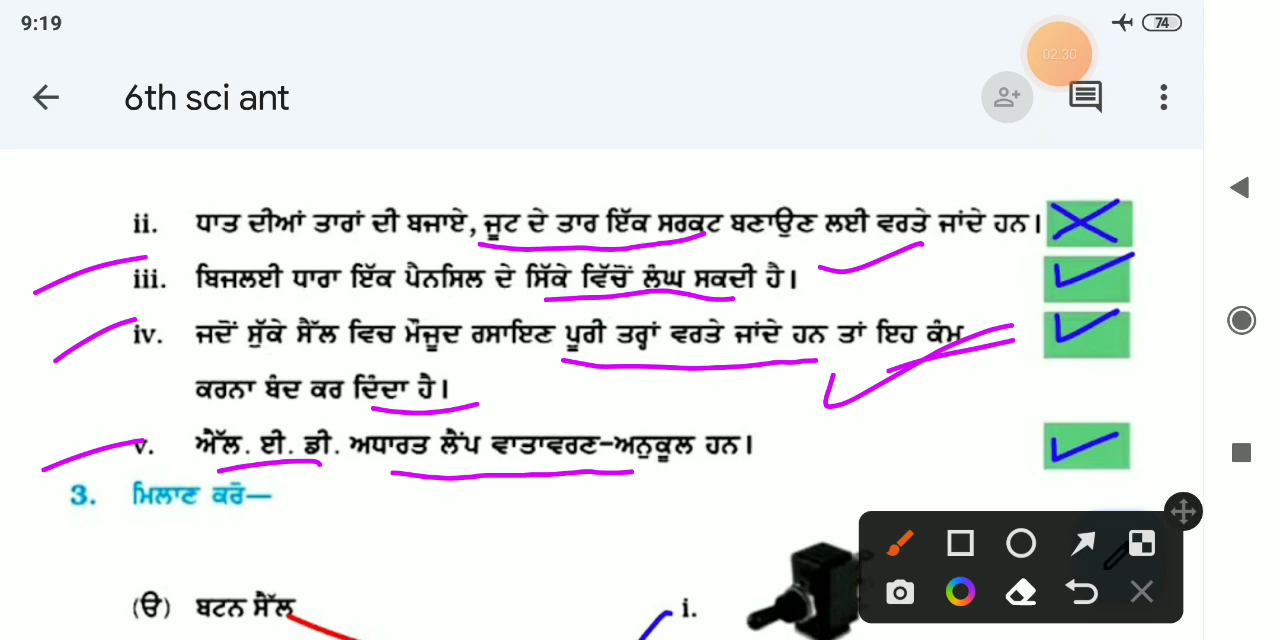 9:19
74
02:30
6th sci ant
ii. ਧਾਤ ਦੀਆਂ ਤਾਰਾਂ ਦੀ ਬਜਾਏ, ਜੂਟ ਦੇ ਤਾਰ ਇੱਕ ਸਰਕਟ ਬਣਾਉਣ ਲਈ ਵਰਤੇ ਜਾਂਦੇ ਹਨ।
iii. ਬਿਜਲਈ ਧਾਰਾ ਇੱਕ ਪੈਨਸਿਲ ਦੇ ਸਿੱਕੇ ਵਿੱਚੋਂ ਲੰਘ ਸਕਦੀ ਹੈ।
iv. ਜਦੋਂ ਸੁੱਕੇ ਸੈੱਲ ਵਿਚ ਮੌਜੂਦ ਰਸਾਇਣ ਪੂਰੀ ਤਰ੍ਹਾਂ ਵਰਤੇ ਜਾਂਦੇ ਹਨ ਤਾਂ ਇਹ ਕੰਮ
ਕਰਨਾ ਬੰਦ ਕਰ ਦਿੰਦਾ ਹੈ।
v. ਐੱਲ. ਈ. ਡੀ. ਅਧਾਰਤ ਲੈਂਪ ਵਾਤਾਵਰਣ-ਅਨੁਕੂਲ ਹਨ।
3. ਮਿਲਾਣ ਕਰੋ—
(ੳ) ਬਟਨ ਸੈੱਲ
i.